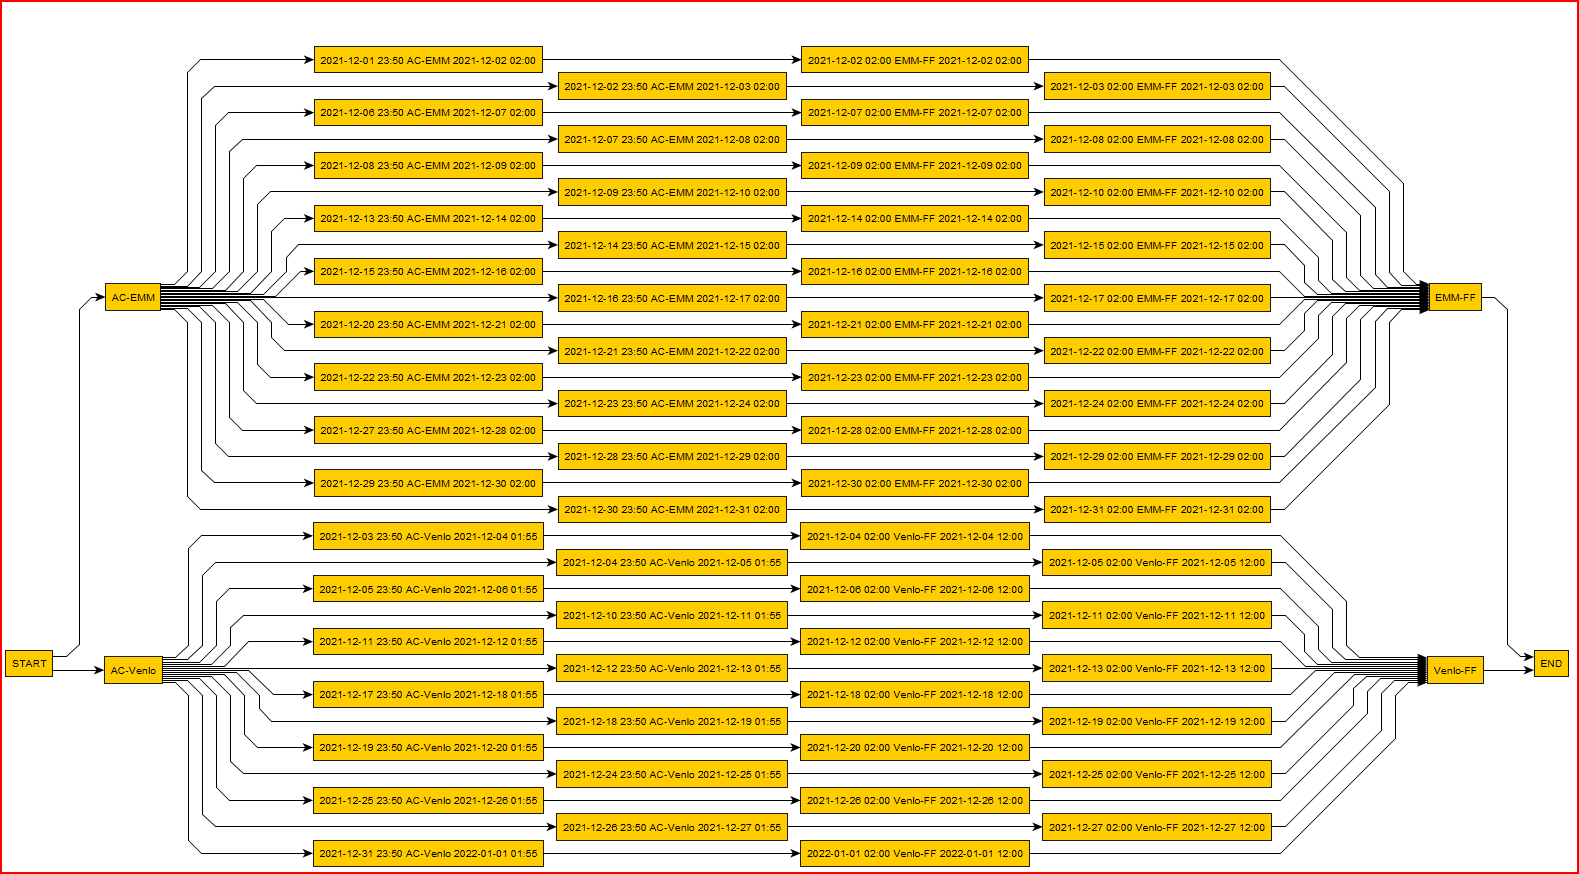 2021-12-01 23:50 AC-EMM 2021-12-02 02:00
2021-12-02 02:00 EMM-FF 2021-12-02 02:00
2021-12-02 23:50 AC-EMM 2021-12-03 02:00
2021-12-03 02:00 EMM-FF 2021-12-03 02:00
2021-12-06 23:50 AC-EMM 2021-12-07 02:00
2021-12-07 02:00 EMM-FF 2021-12-07 02:00
2021-12-07 23:50 AC-EMM 2021-12-08 02:00
2021-12-08 02:00 EMM-FF 2021-12-08 02:00
2021-12-08 23:50 AC-EMM 2021-12-09 02:00
2021-12-09 02:00 EMM-FF 2021-12-09 02:00
2021-12-09 23:50 AC-EMM 2021-12-10 02:00
2021-12-10 02:00 EMM-FF 2021-12-10 02:00
2021-12-13 23:50 AC-EMM 2021-12-14 02:00
2021-12-14 02:00 EMM-FF 2021-12-14 02:00
2021-12-14 23:50 AC-EMM 2021-12-15 02:00
2021-12-15 02:00 EMM-FF 2021-12-15 02:00
2021-12-15 23:50 AC-EMM 2021-12-16 02:00
2021-12-16 02:00 EMM-FF 2021-12-16 02:00
AC-EMM
2021-12-16 23:50 AC-EMM 2021-12-17 02:00
2021-12-17 02:00 EMM-FF 2021-12-17 02:00
EMM-FF
2021-12-20 23:50 AC-EMM 2021-12-21 02:00
2021-12-21 02:00 EMM-FF 2021-12-21 02:00
2021-12-21 23:50 AC-EMM 2021-12-22 02:00
2021-12-22 02:00 EMM-FF 2021-12-22 02:00
2021-12-22 23:50 AC-EMM 2021-12-23 02:00
2021-12-23 02:00 EMM-FF 2021-12-23 02:00
2021-12-23 23:50 AC-EMM 2021-12-24 02:00
2021-12-24 02:00 EMM-FF 2021-12-24 02:00
2021-12-27 23:50 AC-EMM 2021-12-28 02:00
2021-12-28 02:00 EMM-FF 2021-12-28 02:00
2021-12-28 23:50 AC-EMM 2021-12-29 02:00
2021-12-29 02:00 EMM-FF 2021-12-29 02:00
2021-12-29 23:50 AC-EMM 2021-12-30 02:00
2021-12-30 02:00 EMM-FF 2021-12-30 02:00
2021-12-30 23:50 AC-EMM 2021-12-31 02:00
2021-12-31 02:00 EMM-FF 2021-12-31 02:00
2021-12-03 23:50 AC-Venlo 2021-12-04 01:55
2021-12-04 02:00 Venlo-FF 2021-12-04 12:00
2021-12-04 23:50 AC-Venlo 2021-12-05 01:55
2021-12-05 02:00 Venlo-FF 2021-12-05 12:00
2021-12-05 23:50 AC-Venlo 2021-12-06 01:55
2021-12-06 02:00 Venlo-FF 2021-12-06 12:00
2021-12-10 23:50 AC-Venlo 2021-12-11 01:55
2021-12-11 02:00 Venlo-FF 2021-12-11 12:00
2021-12-11 23:50 AC-Venlo 2021-12-12 01:55
2021-12-12 02:00 Venlo-FF 2021-12-12 12:00
START
AC-Venlo
2021-12-12 23:50 AC-Venlo 2021-12-13 01:55
2021-12-13 02:00 Venlo-FF 2021-12-13 12:00
Venlo-FF
END
2021-12-17 23:50 AC-Venlo 2021-12-18 01:55
2021-12-18 02:00 Venlo-FF 2021-12-18 12:00
2021-12-18 23:50 AC-Venlo 2021-12-19 01:55
2021-12-19 02:00 Venlo-FF 2021-12-19 12:00
2021-12-19 23:50 AC-Venlo 2021-12-20 01:55
2021-12-20 02:00 Venlo-FF 2021-12-20 12:00
2021-12-24 23:50 AC-Venlo 2021-12-25 01:55
2021-12-25 02:00 Venlo-FF 2021-12-25 12:00
2021-12-25 23:50 AC-Venlo 2021-12-26 01:55
2021-12-26 02:00 Venlo-FF 2021-12-26 12:00
2021-12-26 23:50 AC-Venlo 2021-12-27 01:55
2021-12-27 02:00 Venlo-FF 2021-12-27 12:00
2021-12-31 23:50 AC-Venlo 2022-01-01 01:55
2022-01-01 02:00 Venlo-FF 2022-01-01 12:00